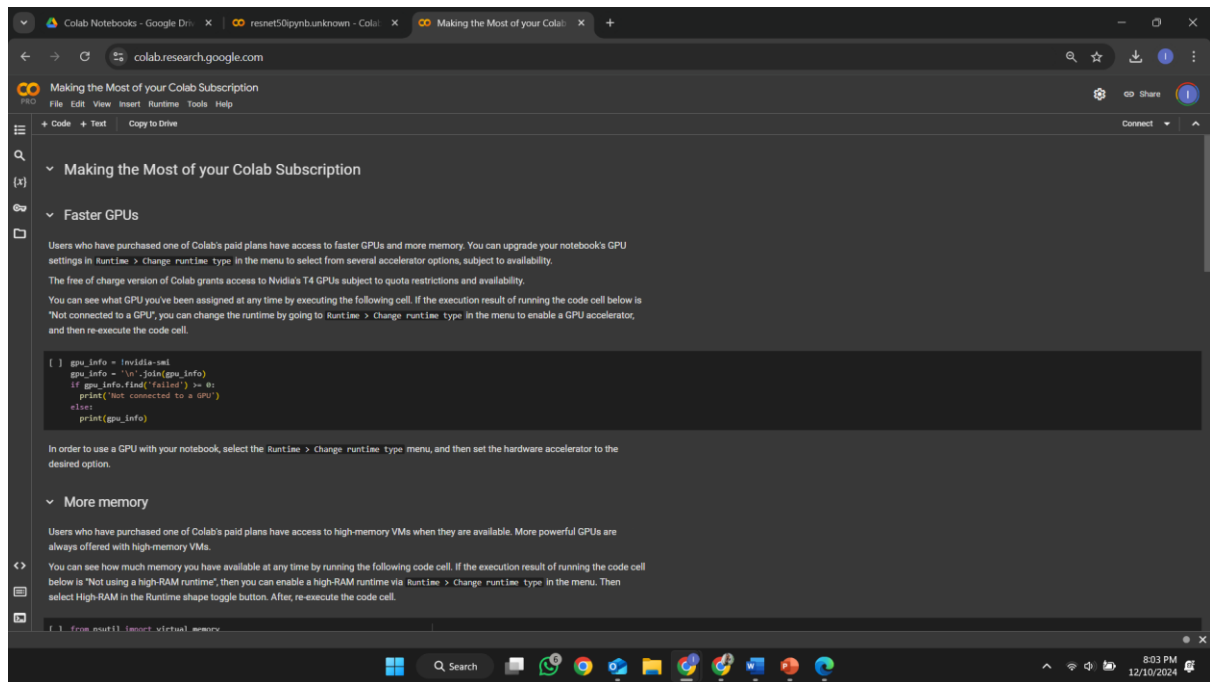 Colab Notebooks - Google Driv
resnet50ipynb.unknown - Colab
Making the Most of your Colab
colab.research.google.com
PRO
Making the Most of your Colab Subscription
File Edit View Insert Runtime Tools Help
Share
I
+ Code + Text Copy to Drive
Connect
Making the Most of your Colab Subscription
Faster GPUs
Users who have purchased one of Colab's paid plans have access to faster GPUs and more memory. You can upgrade your notebook's GPU
settings in Runtime > Change runtime type in the menu to select from several accelerator options, subject to availability.
The free of charge version of Colab grants access to Nvidia's T4 GPUs subject to quota restrictions and availability.
You can see what GPU you've been assigned at any time by executing the following cell. If the execution result of running the code cell below is
"Not connected to a GPU", you can change the runtime by going to Runtime > Change runtime type in the menu to enable a GPU accelerator,
and then re-execute the code cell.
[ ] gpu_info = !nvidia-smi
gpu_info = '\n'.join(gpu_info)
if gpu_info.find('failed') >= 0:
print('Not connected to a GPU')
else:
print(gpu_info)
In order to use a GPU with your notebook, select the Runtime > Change runtime type menu, and then set the hardware accelerator to the
desired option.
More memory
Users who have purchased one of Colab's paid plans have access to high-memory VMs when they are available. More powerful GPUs are
always offered with high-memory VMs.
You can see how much memory you have available at any time by running the following code cell. If the execution result of running the code cell
below is "Not using a high-RAM runtime", then you can enable a high-RAM runtime via Runtime > Change runtime type in the menu. Then
select High-RAM in the Runtime shape toggle button. After, re-execute the code cell.
[ ] from psutil import virtual_memory
Search
6
8:03 PM
12/10/2024